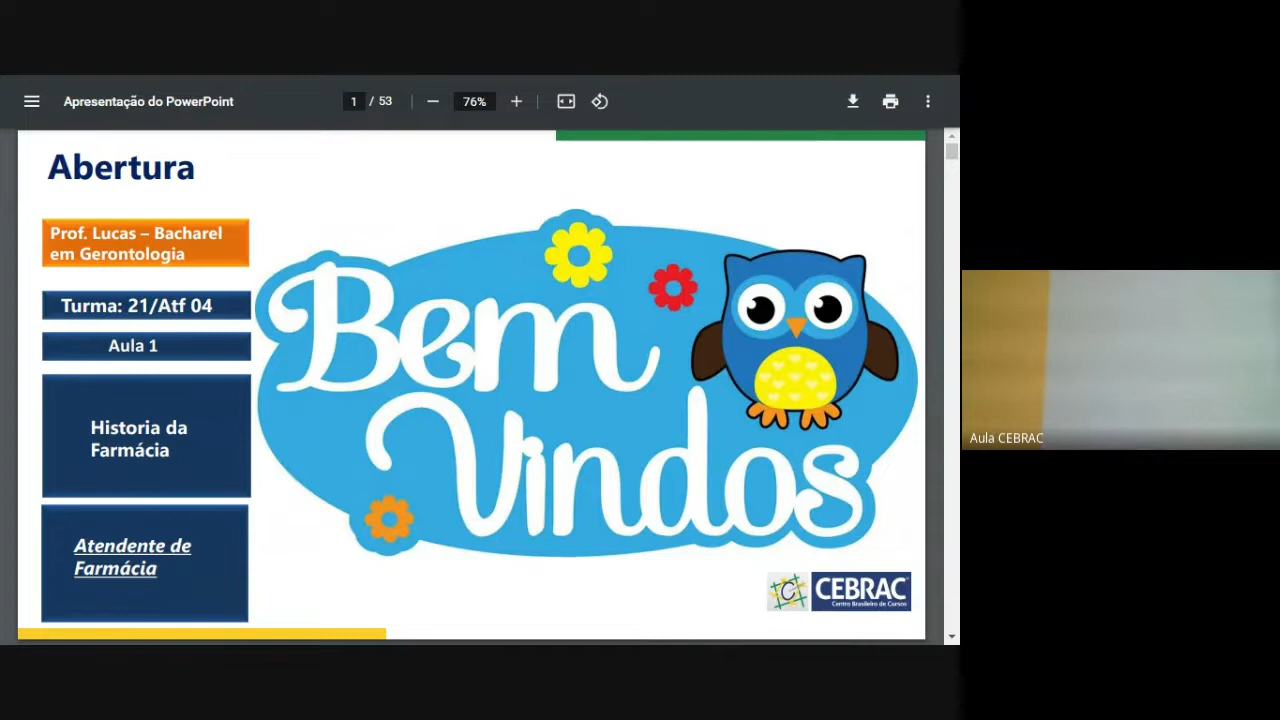 Apresentação do PowerPoint
1 / 53
76%
Abertura
Prof. Lucas – Bacharel
em Gerontologia
Turma: 21/Atf 04
Aula 1
Historia da
Farmácia
Atendente de
Farmácia
Bem
Vindos
C
CEBRAC
Centro Brasileiro de Cursos
Aula CEBRAC